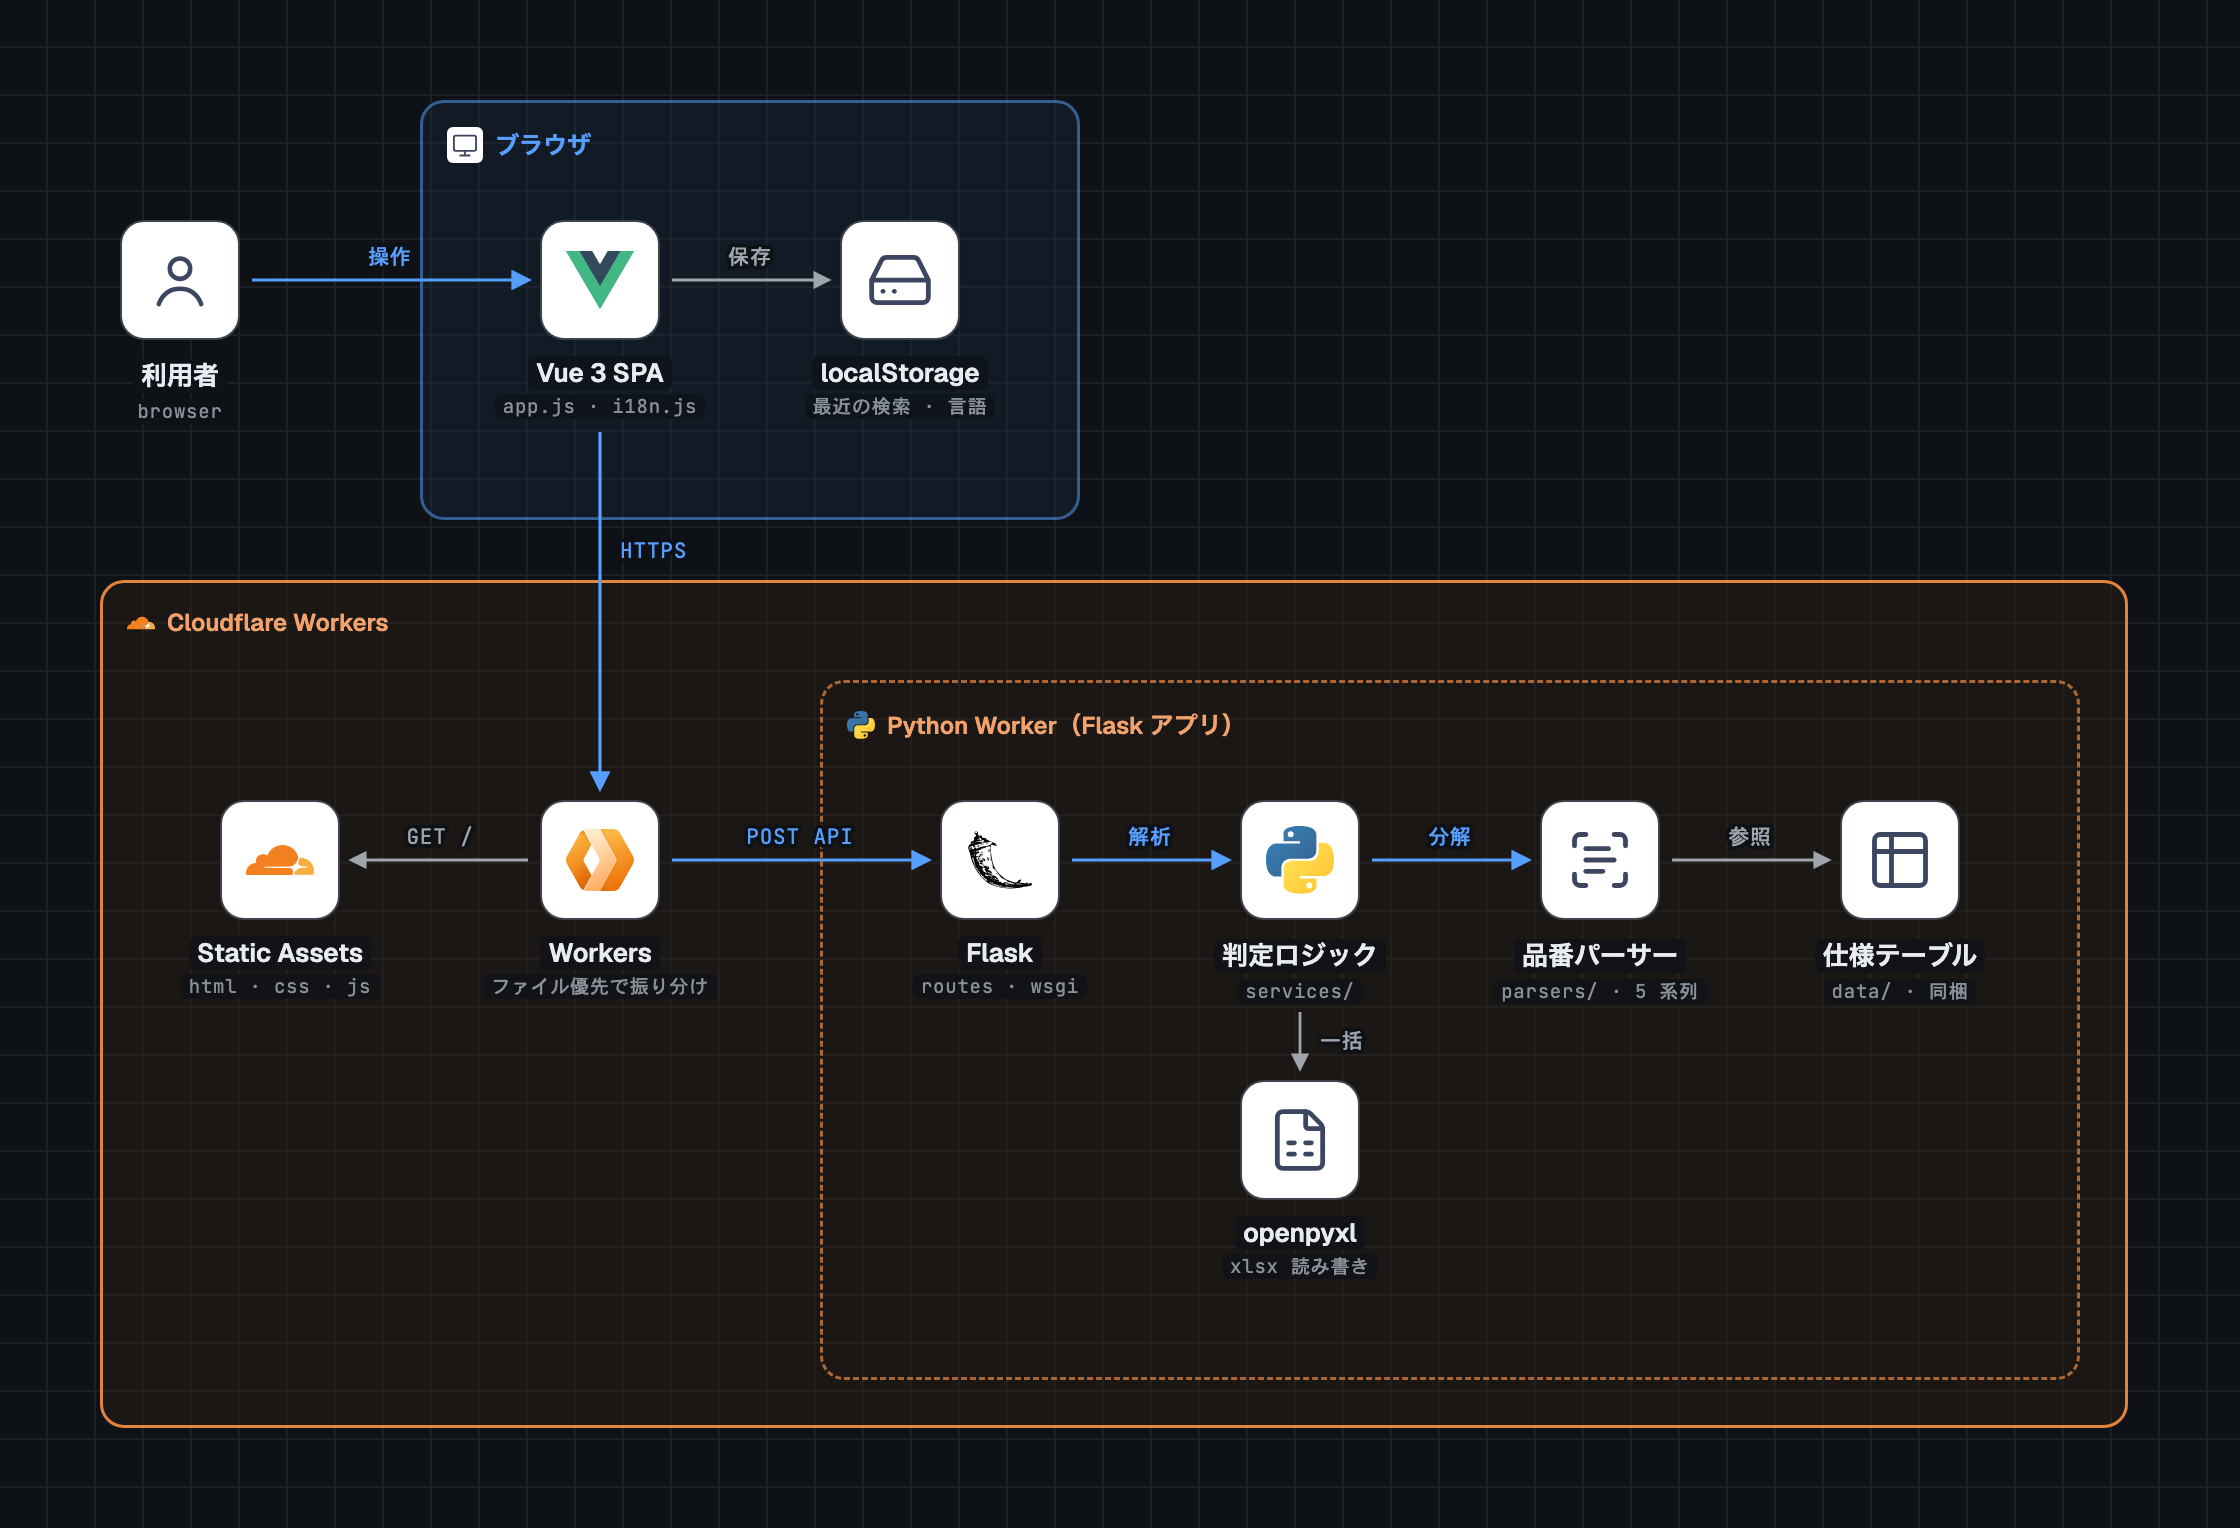 ブラウザ
操作
保存
利用者
browser
Vue 3 SPA
app.js · i18n.js
localStorage
最近の検索 · 言語
HTTPS
Cloudflare Workers
Python Worker（Flask アプリ）
GET /
POST API
解析
分解
参照
Static Assets
html · css · js
Workers
ファイル優先で振り分け
Flask
routes · wsgi
判定ロジック
services/
品番パーサー
parsers/ · 5 系列
仕様テーブル
data/ · 同梱
一括
openpyxl
xlsx 読み書き